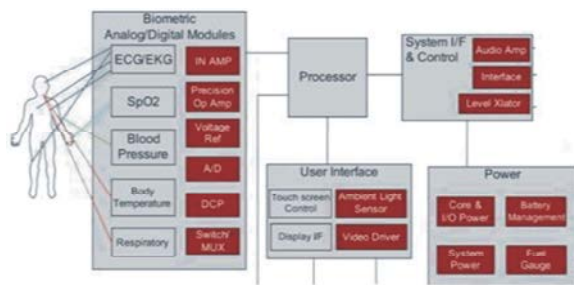 Biometric
Analog/Digital Modules
ECG/EKG
IN AMP
SpO2
Precision
Op Amp
Blood
Pressure
Voltage
Ref
A/D
Body
Temperature
DCP
Respiratory
Switch/
MUX
Processor
System I/F
& Control
Audio Amp
Interface
Level Xlator
User Interface
Touch screen
Control
Ambient Light
Sensor
Display I/F
Video Driver
Power
Core &
I/O Power
Battery
Management
System
Power
Fuel
Gauge